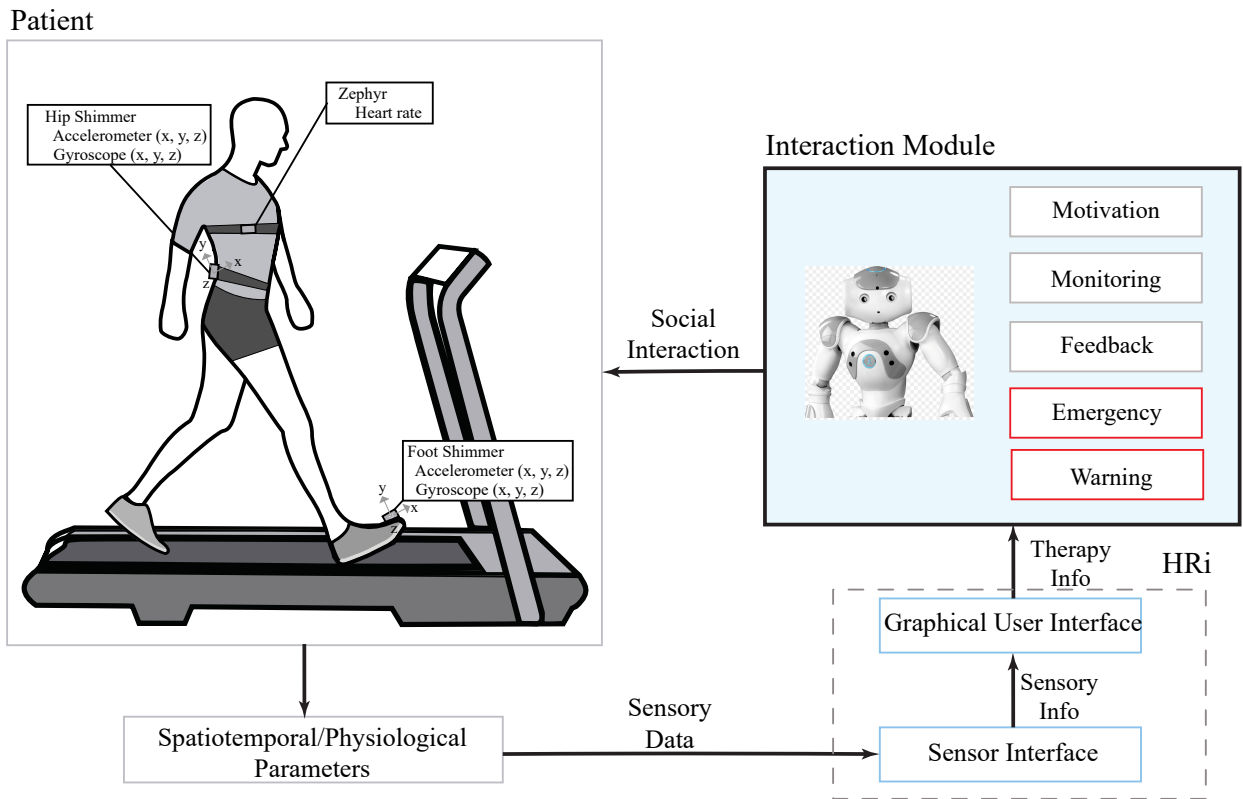 Patient
Zephyr
Heart rate
Hip Shimmer
Accelerometer (x, y, z)
Gyroscope (x, y, z)
y
x
z
Foot Shimmer
Accelerometer (x, y, z)
Gyroscope (x, y, z)
y
x
z
Social
Interaction
Interaction Module
Motivation
Monitoring
Feedback
Emergency
Warning
Therapy
Info
HRi
Graphical User Interface
Sensory
Info
Sensor Interface
Sensory
Data
Spatiotemporal/Physiological
Parameters